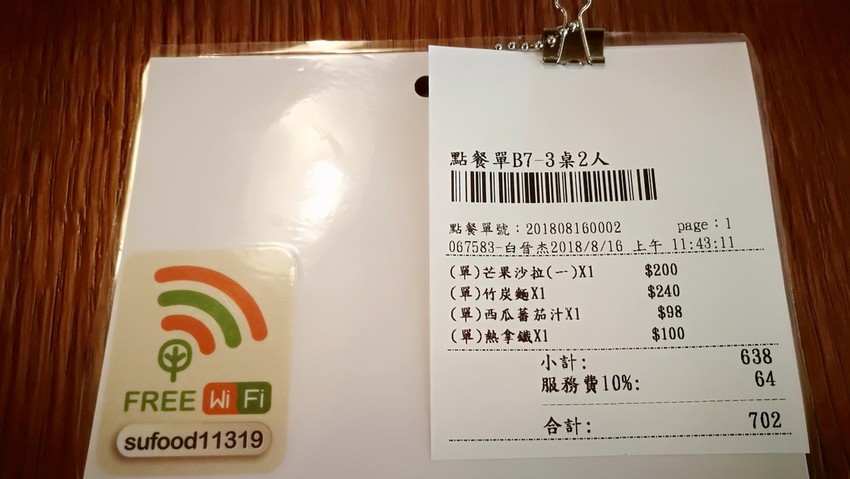 點餐單B7-3桌2人
點餐單號：201808160002 page：1
067583-白晉杰2018/8/16 上午 11:43:11
(單)芒果沙拉(一)X1 $200
(單)竹炭麵X1 $240
(單)西瓜蕃茄汁X1 $98
(單)熱拿鐵X1 $100
小計: 638
服務費10%: 64
合計: 702
FREE Wi Fi
sufood11319